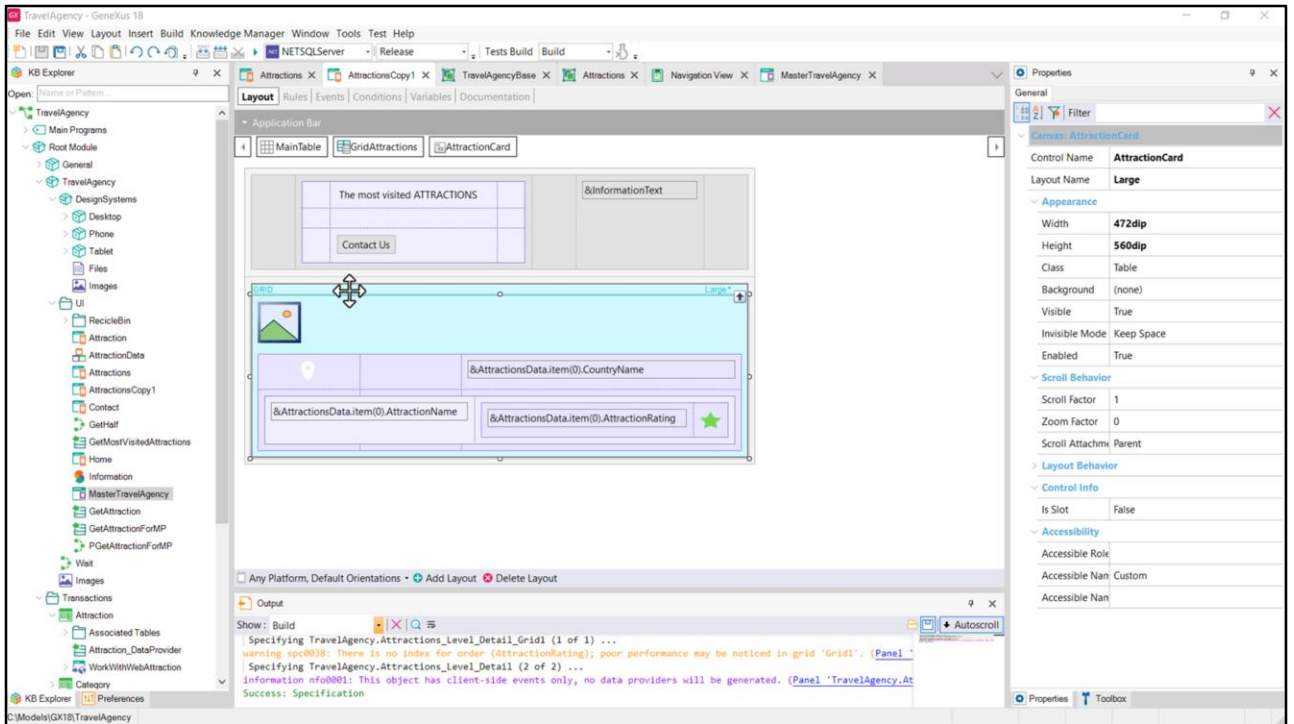 TravelAgency - GeneXus 18
File Edit View Layout Insert Build Knowledge Manager Window Tools Test Help
NETSQLServer Release Tests Build Build
KB Explorer
Open: Name or Pattern...
TravelAgency
Main Programs
Root Module
General
TravelAgency
DesignSystems
Desktop
Phone
Tablet
Files
Images
UI
RecicleBin
Attraction
AttractionData
Attractions
AttractionsCopy1
Contact
GetHalf
GetMostVisitedAttractions
Home
Information
MasterTravelAgency
GetAttraction
GetAttractionForMP
PGetAttractionForMP
Wait
Images
Transactions
Attraction
Associated Tables
Attraction_DataProvider
WorkWithWebAttraction
Category
KB Explorer Preferences
C:\Models\GX18\TravelAgency
Attractions X AttractionsCopy1 X TravelAgencyBase X Attractions X Navigation View X MasterTravelAgency X
Layout Rules Events Conditions Variables Documentation
Application Bar
MainTable GridAttractions AttractionCard
The most visited ATTRACTIONS
&InformationText
Contact Us
GRID
Large*
&AttractionsData.item(0).CountryName
&AttractionsData.item(0).AttractionName
&AttractionsData.item(0).AttractionRating
Any Platform, Default Orientations Add Layout Delete Layout
Output
Show: Build
Autoscroll
Specifying TravelAgency.Attractions_Level_Detail_Grid1 (1 of 1) ...
warning spc0038: There is no index for order (AttractionRating); poor performance may be noticed in grid 'Grid1'. (Panel '
Specifying TravelAgency.Attractions_Level_Detail (2 of 2) ...
information nfo0001: This object has client-side events only, no data providers will be generated. (Panel 'TravelAgency.At
Success: Specification
Properties
General
Filter
Canvas: AttractionCard
Control Name AttractionCard
Layout Name Large
Appearance
Width 472dip
Height 560dip
Class Table
Background (none)
Visible True
Invisible Mode Keep Space
Enabled True
Scroll Behavior
Scroll Factor 1
Zoom Factor 0
Scroll Attachme Parent
Layout Behavior
Control Info
Is Slot False
Accessibility
Accessible Role
Accessible Nam Custom
Accessible Nam
Properties Toolbox